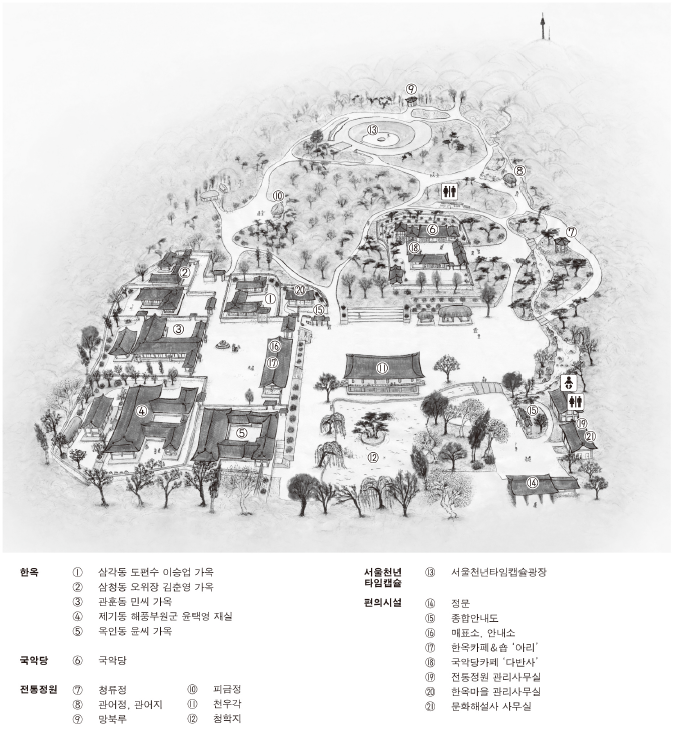 ⑨
⑬
⑧
⑩
⑥
⑦
②
⑱
①
⑳
⑮
③
⑯
⑰
⑪
④
⑤
⑮
⑫
⑲
㉑
⑭
한옥
① 삼각동 도편수 이승업 가옥
② 삼청동 오위장 김춘영 가옥
③ 관훈동 민씨 가옥
④ 제기동 해풍부원군 윤택영 재실
⑤ 옥인동 윤씨 가옥
국악당 ⑥ 국악당
전통정원 ⑦ 청류정
⑧ 관어정, 관어지
⑨ 망북루
⑩ 피금정
⑪ 천우각
⑫ 청학지
서울천년
타임캡슐
⑬ 서울천년타임캡슐광장
편의시설 ⑭ 정문
⑮ 종합안내도
⑯ 매표소, 안내소
⑰ 한옥카페&숍 ‘아리’
⑱ 국악당카페 ‘다반사’
⑲ 전통정원 관리사무실
⑳ 한옥마을 관리사무실
㉑ 문화해설사 사무실